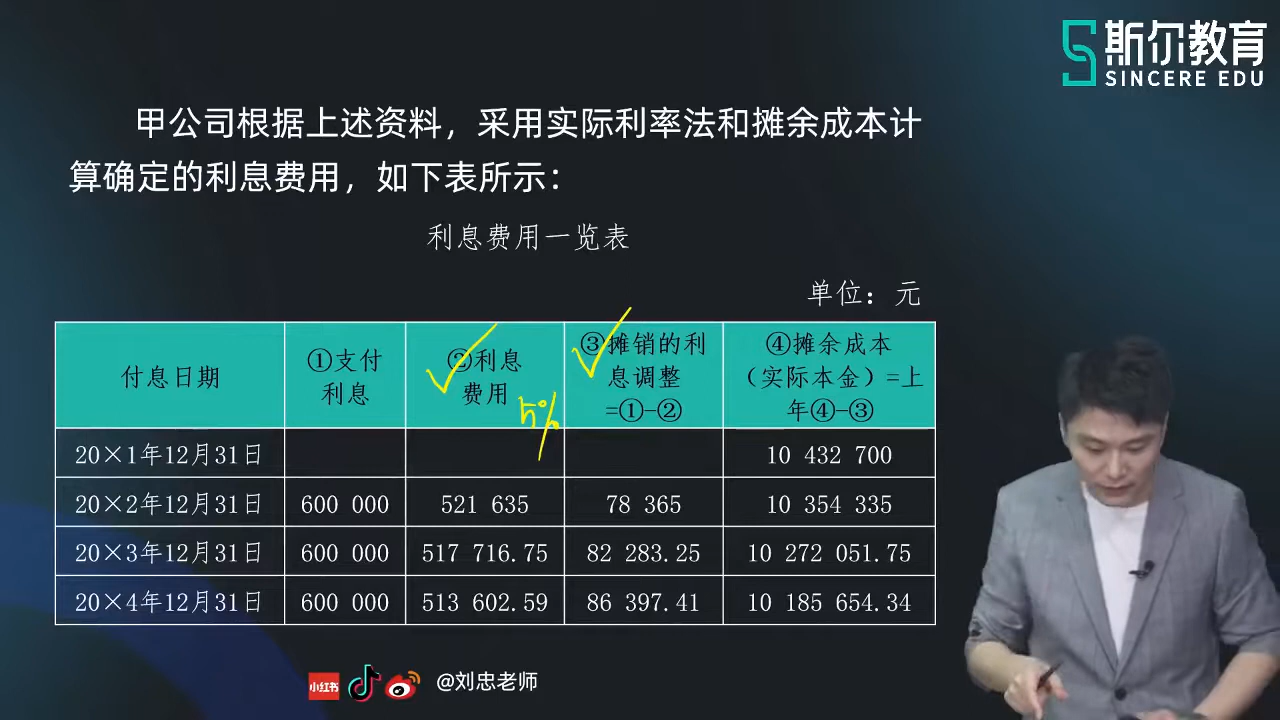 斯尔教育
SINCERE EDU
甲公司根据上述资料，采用实际利率法和摊余成本计
算确定的利息费用，如下表所示：
利息费用一览表
单位：元
付息日期 ①支付利息 ②利息费用 5% ③摊销的利息调整=①-② ④摊余成本（实际本金）=上年④-③
20×1年12月31日 10 432 700
20×2年12月31日 600 000 521 635 78 365 10 354 335
20×3年12月31日 600 000 517 716.75 82 283.25 10 272 051.75
20×4年12月31日 600 000 513 602.59 86 397.41 10 185 654.34
小红书 @刘忠老师